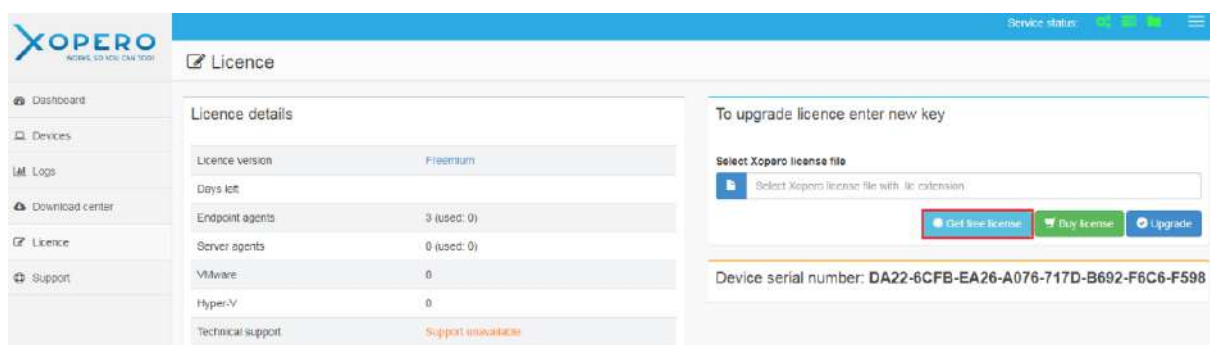 XOPERO
WORKS, SO YOU CAN TOO!
Service status:
Licence
Dashboard
Devices
Logs
Download center
Licence
Support
Licence details
Licence version Freemium
Days left
Endpoint agents 3 (used: 0)
Server agents 0 (used: 0)
VMware 0
Hyper-V 0
Technical support Support unavailable
To upgrade licence enter new key
Select Xopero license file
Select Xopero license file with .lic extension
Get free license Buy license Upgrade
Device serial number: DA22-6CFB-EA26-A076-717D-B692-F6C6-F598